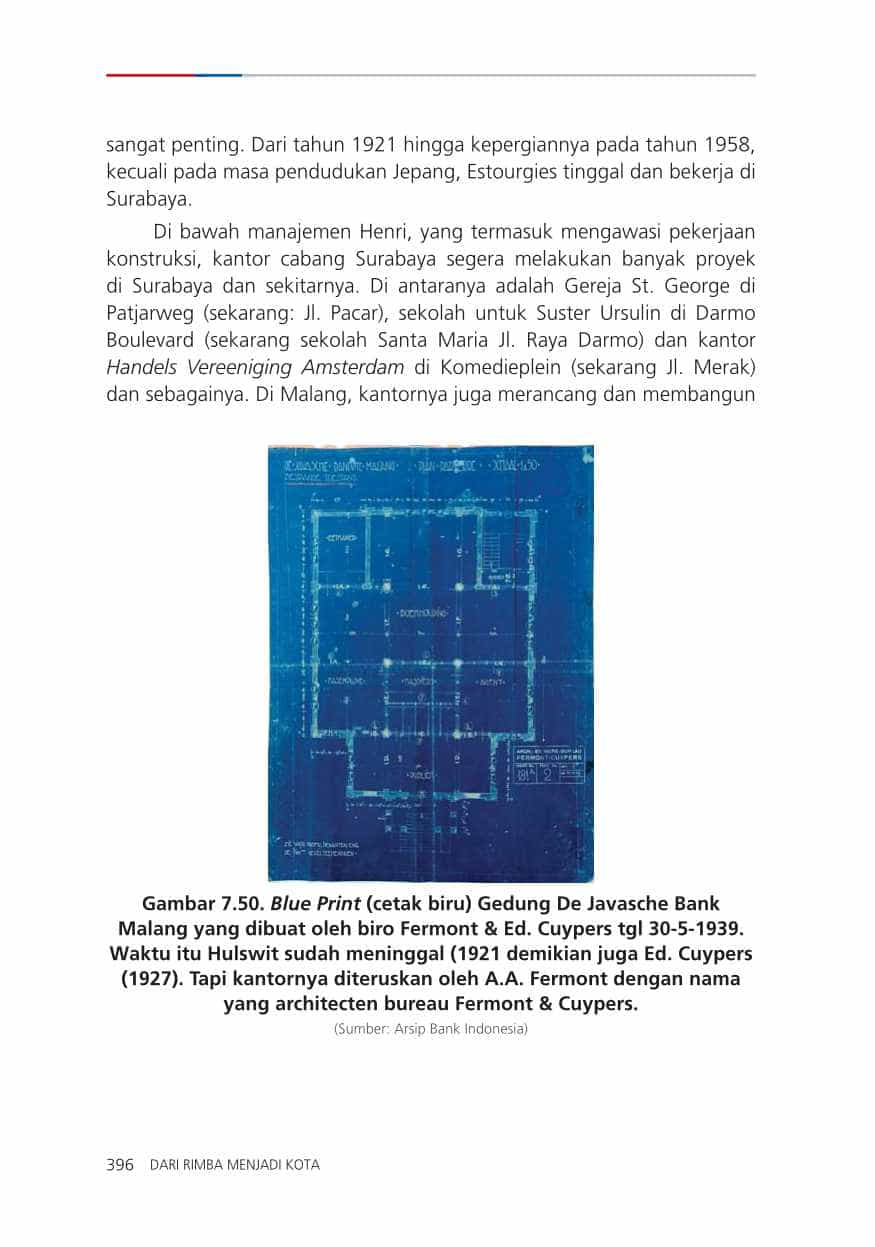 sangat penting. Dari tahun 1921 hingga kepergiannya pada tahun 1958,
kecuali pada masa pendudukan Jepang, Estourgies tinggal dan bekerja di
Surabaya.
Di bawah manajemen Henri, yang termasuk mengawasi pekerjaan
konstruksi, kantor cabang Surabaya segera melakukan banyak proyek
di Surabaya dan sekitarnya. Di antaranya adalah Gereja St. George di
Patjarweg (sekarang: Jl. Pacar), sekolah untuk Suster Ursulin di Darmo
Boulevard (sekarang sekolah Santa Maria Jl. Raya Darmo) dan kantor
Handels Vereeniging Amsterdam di Komedieplein (sekarang Jl. Merak)
dan sebagainya. Di Malang, kantornya juga merancang dan membangun
MALANG
AGENT
PUBLIEK
FERMONT-CUYPERS
2
Gambar 7.50. Blue Print (cetak biru) Gedung De Javasche Bank
Malang yang dibuat oleh biro Fermont & Ed. Cuypers tgl 30-5-1939.
Waktu itu Hulswit sudah meninggal (1921 demikian juga Ed. Cuypers
(1927). Tapi kantornya diteruskan oleh A.A. Fermont dengan nama
yang architecten bureau Fermont & Cuypers.
(Sumber: Arsip Bank Indonesia)
396 DARI RIMBA MENJADI KOTA